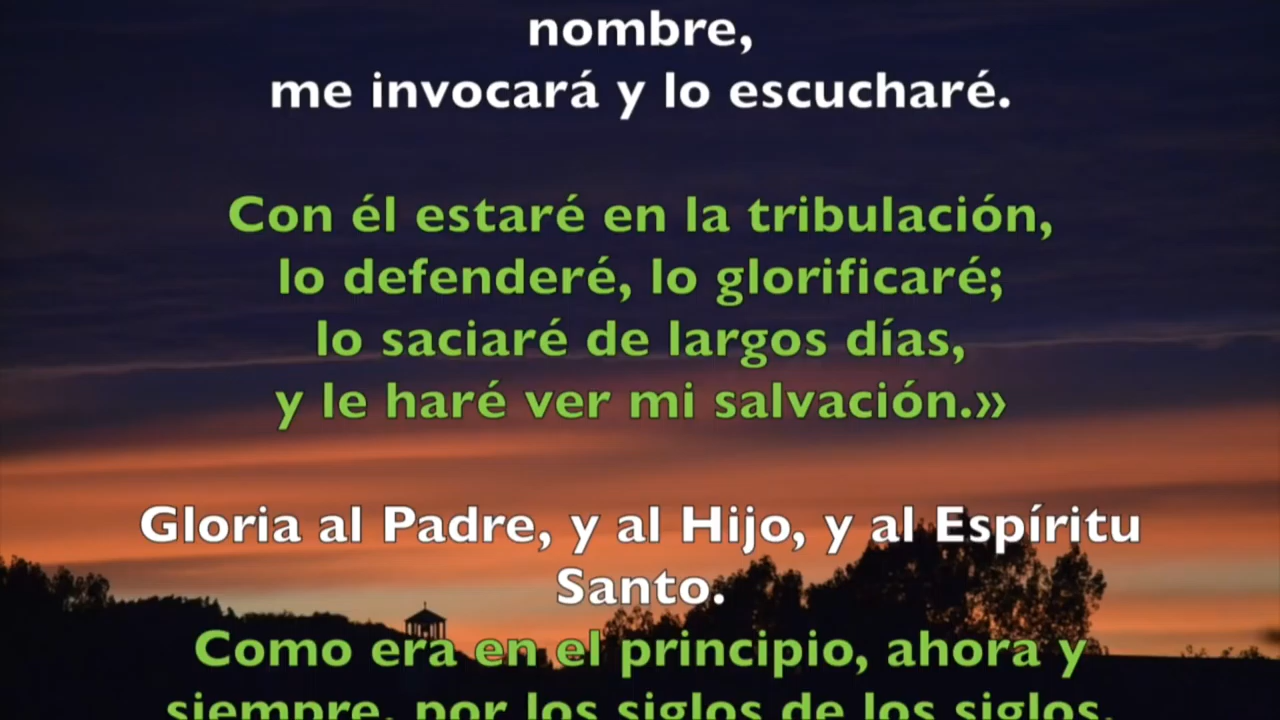 nombre,
me invocará y lo escucharé.
Con él estaré en la tribulación,
lo defenderé, lo glorificaré;
lo saciaré de largos días,
y le haré ver mi salvación.»
Gloria al Padre, y al Hijo, y al Espíritu
Santo.
Como era en el principio, ahora y
siempre, por los siglos de los siglos.